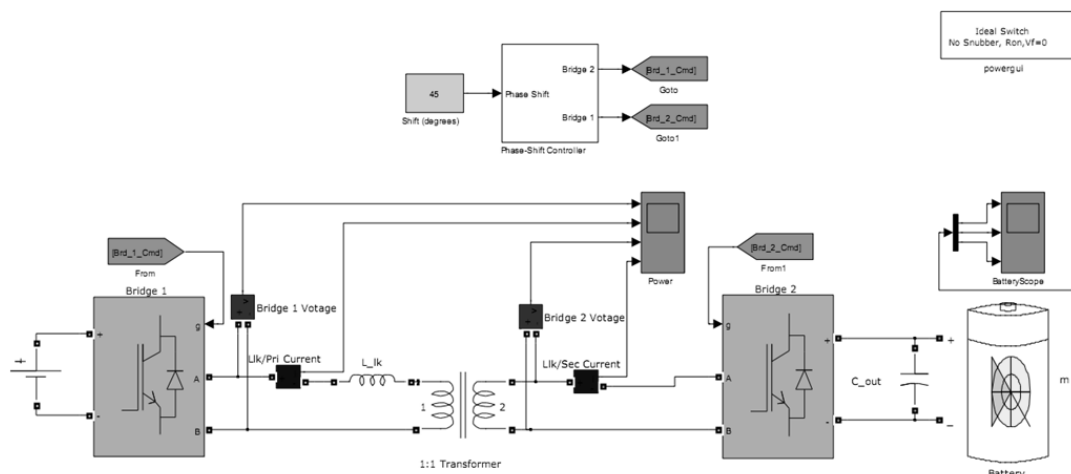 Ideal Switch
No Snubber, Ron,Vf=0
powergui
45
Shift (degrees)
Phase Shift
Bridge 2
Bridge 1
Phase-Shift Controller
[Brd_1_Cmd]
Goto
[Brd_2_Cmd]
Goto1
[Brd_1_Cmd]
From
Bridge 1
+
-
g
A
B
Bridge 1 Votage
Llk/Pri Current
L_lk
1
2
1:1 Transformer
Bridge 2 Votage
Llk/Sec Current
Power
[Brd_2_Cmd]
From1
Bridge 2
g
A
B
+
-
C_out
BatteryScope
+
m
_
Battery